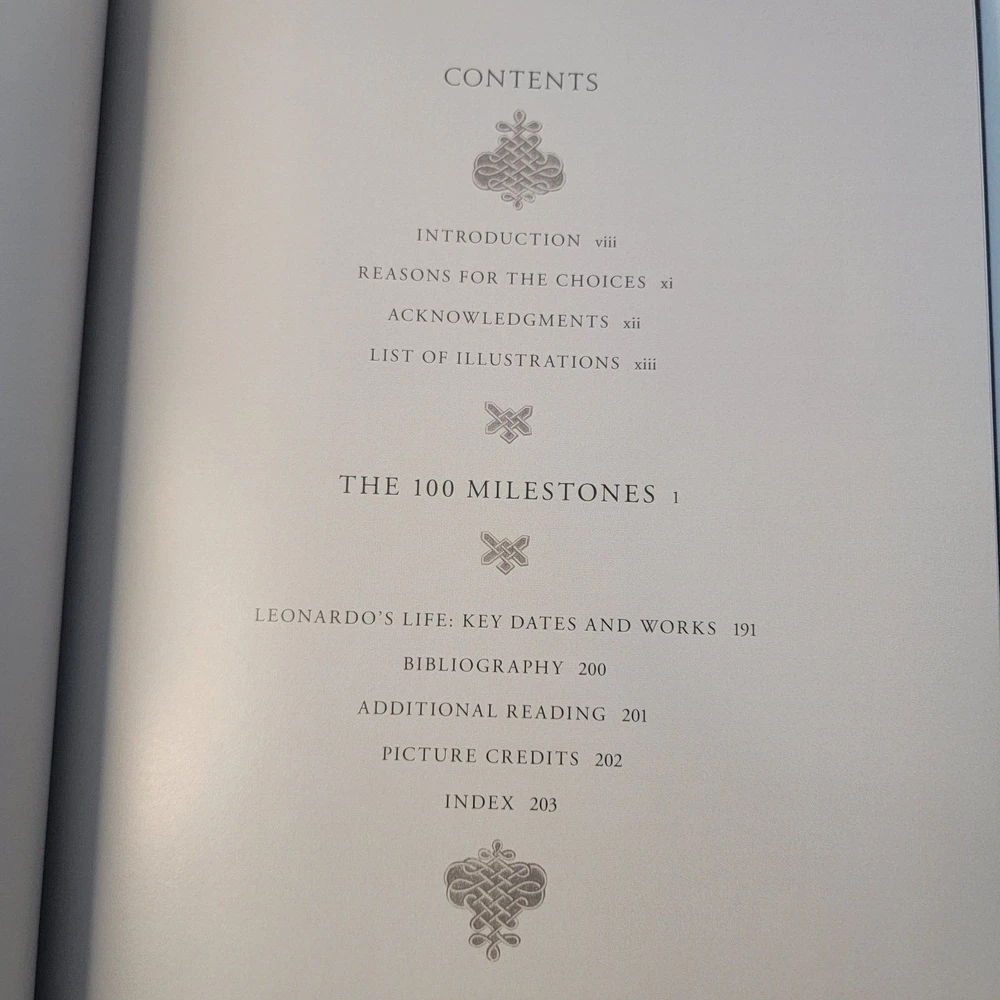 CONTENTS
INTRODUCTION viii
REASONS FOR THE CHOICES xi
ACKNOWLEDGMENTS xii
LIST OF ILLUSTRATIONS xiii
THE 100 MILESTONES 1
LEONARDO'S LIFE: KEY DATES AND WORKS 191
BIBLIOGRAPHY 200
ADDITIONAL READING 201
PICTURE CREDITS 202
INDEX 203